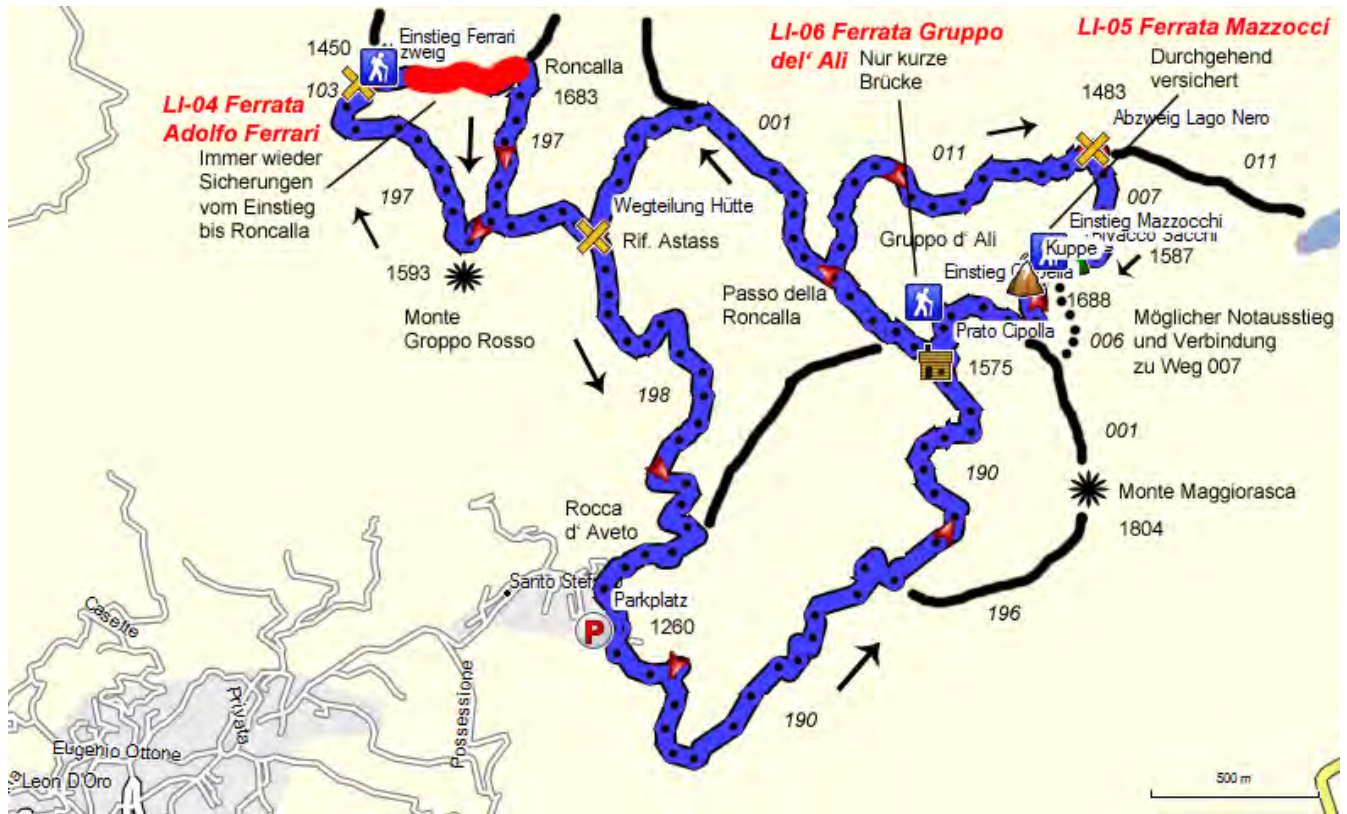 LI-06 Ferrata Gruppo
del' Ali
Nur kurze
Brücke
LI-05 Ferrata Mazzocci
Durchgehend
versichert
1450
Einstieg Ferrari
zweig
103
Roncalla
1683
LI-04 Ferrata
Adolfo Ferrari
Immer wieder
Sicherungen
vom Einstieg
bis Roncalla
197
197
1593
Monte
Groppo Rosso
Wegteilung Hütte
Rif. Astass
001
011
1483
Abzweig Lago Nero
011
007
Einstieg Mazzocchi
Sacchi
Kuppe
1587
Gruppo d' Ali
Einstieg
1688
Passo della
Roncalla
Prato Cipolla
1575
006
Möglicher Notausstieg
und Verbindung
zu Weg 007
198
001
190
Monte Maggiorasca
1804
Rocca
d' Aveto
Santo
Parkplatz
P
1260
196
190
Casette
Privata
Possessione
Eugenio Ottone
Leon D'Oro
500 m